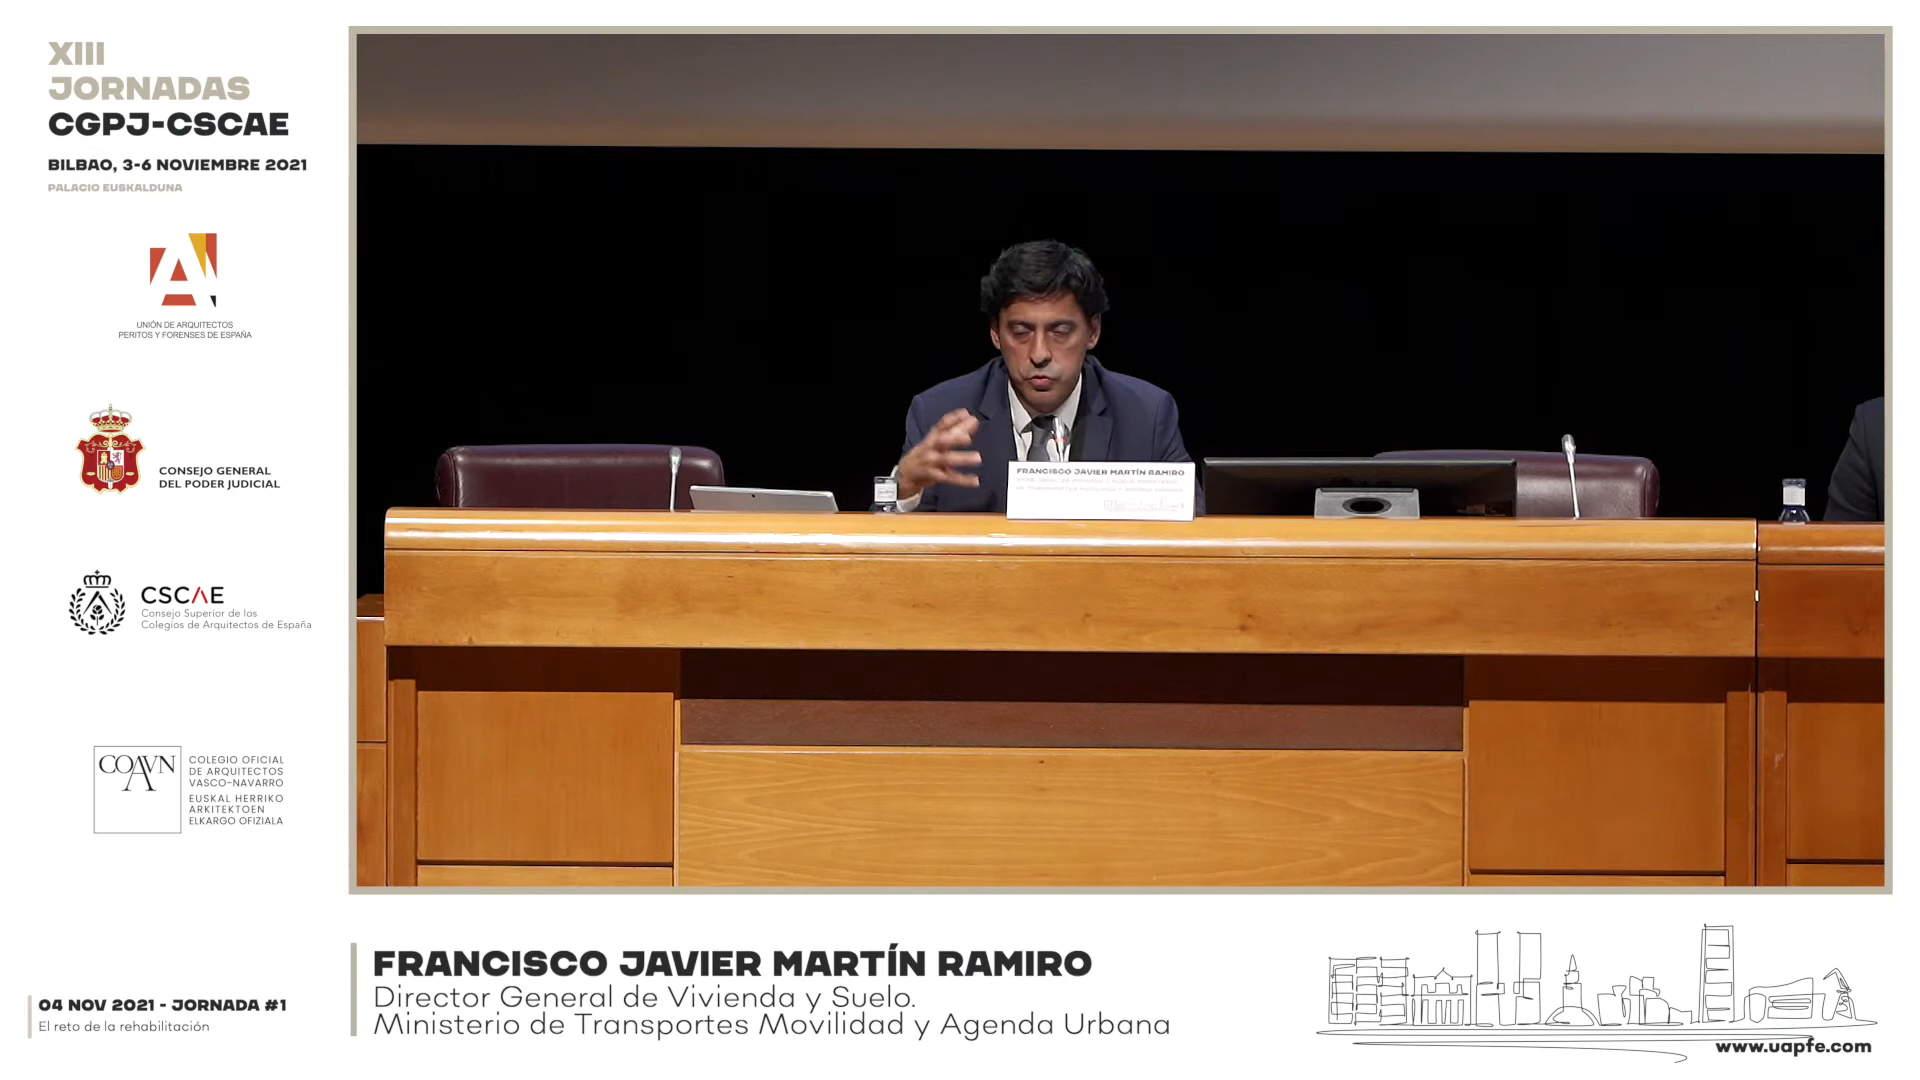 XIII
JORNADAS
CGPJ-CSCAE
BILBAO, 3-6 NOVIEMBRE 2021
PALACIO EUSKALDUNA
UNIÓN DE ARQUITECTOS
PERITOS Y FORENSES DE ESPAÑA
CONSEJO GENERAL
DEL PODER JUDICIAL
CSCAE
Consejo Superior de los
Colegios de Arquitectos de España
COAVN
COLEGIO OFICIAL
DE ARQUITECTOS
VASCO-NAVARRO
EUSKAL HERRIKO
ARKITEKTOEN
ELKARGO OFIZIALA
04 NOV 2021 - JORNADA #1
El reto de la rehabilitación
FRANCISCO JAVIER MARTÍN RAMIRO
FRANCISCO JAVIER MARTÍN RAMIRO
Director General de Vivienda y Suelo.
Ministerio de Transportes Movilidad y Agenda Urbana
www.uapfe.com